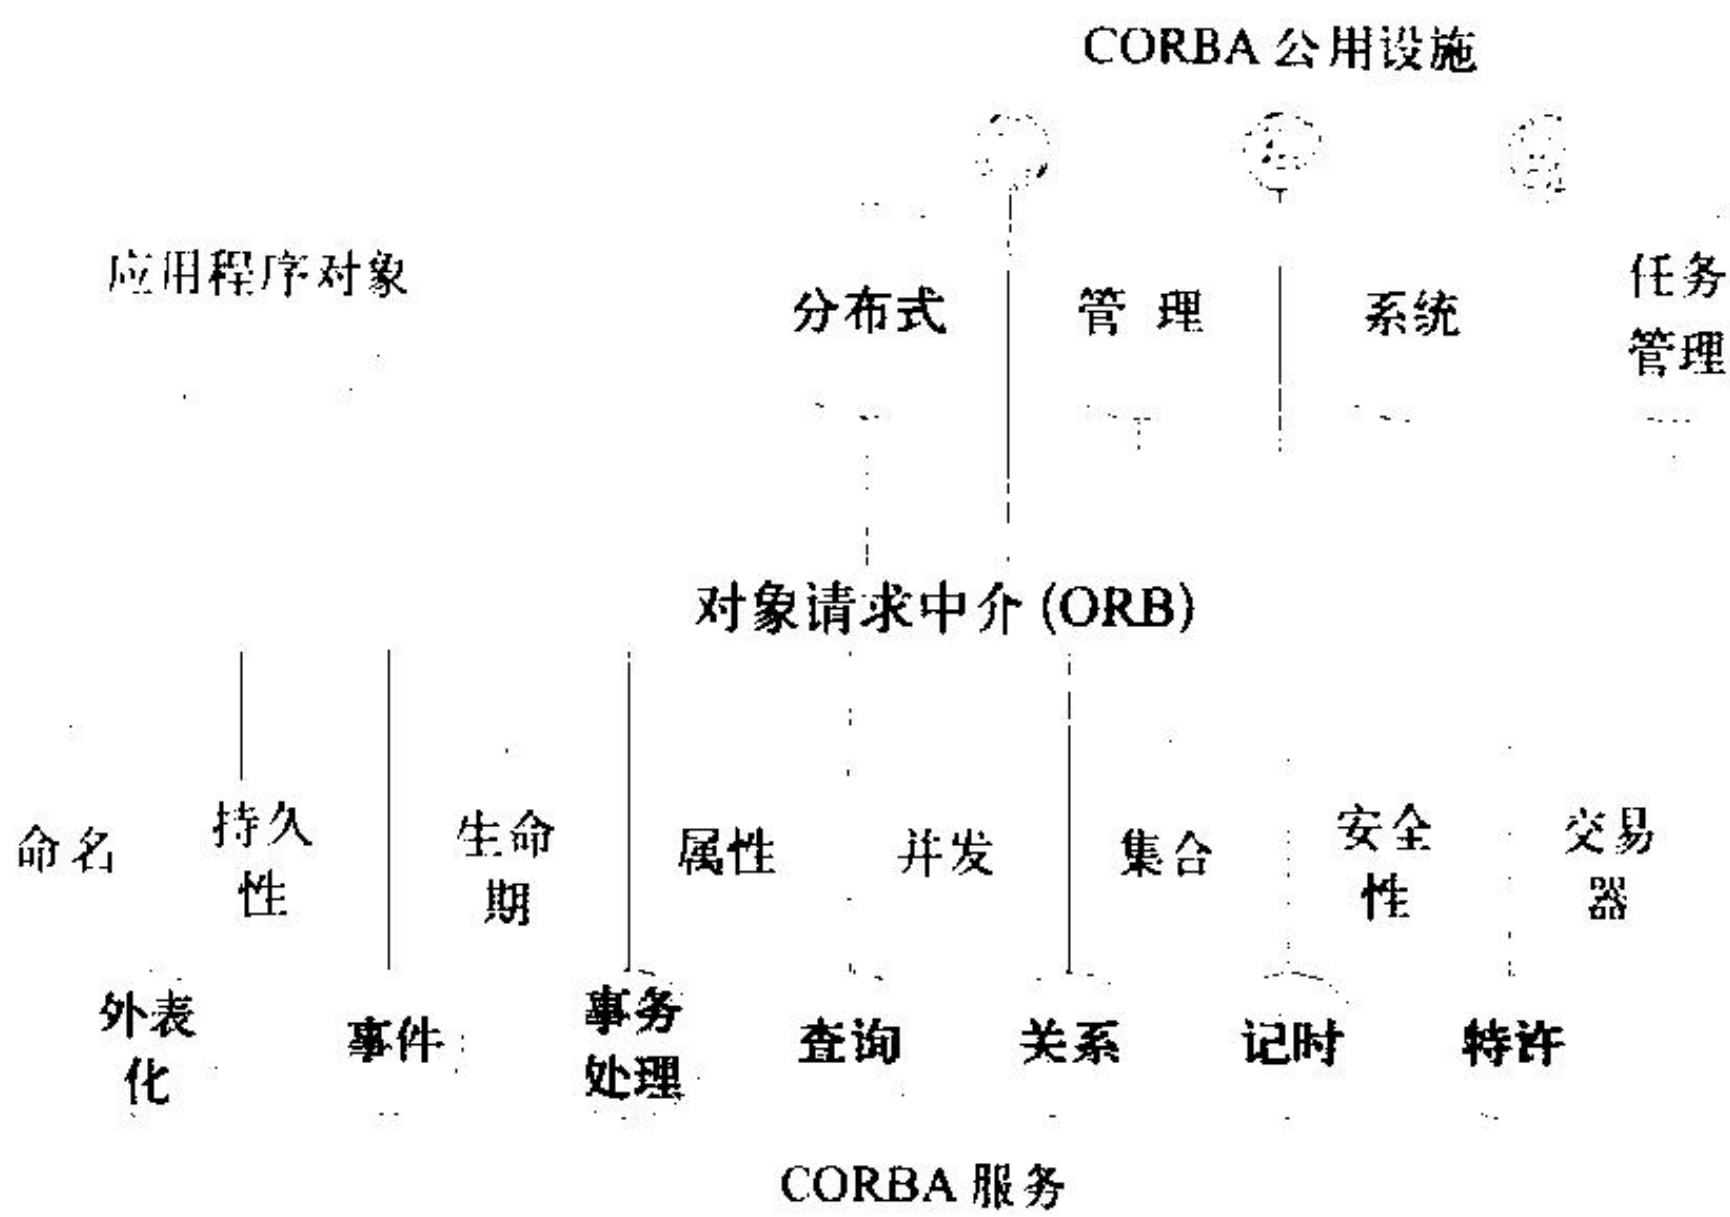 CORBA 公用设施
应用程序对象
分布式
管 理
系统
任务
管理
对象请求中介 (ORB)
命名
持久
性
生命
期
属性
并发
集合
安全
性
交易
器
外表
化
事件
事务
处理
查询
关系
记时
特许
CORBA 服务